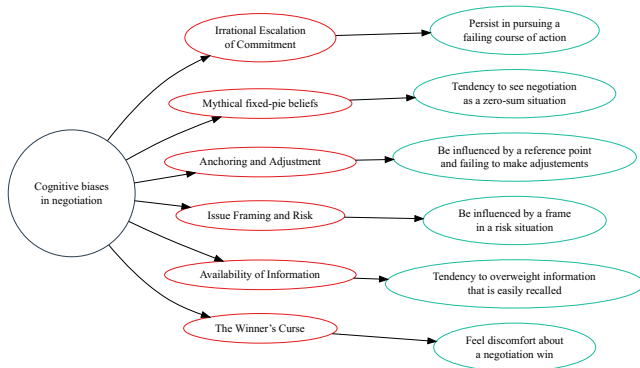 Irrational Escalation
of Commitment
Persist in pursuing a
failing course of action
Mythical fixed-pie beliefs
Tendency to see negotiation
as a zero-sum situation
Cognitive biases
in negotiation
Anchoring and Adjustment
Be influenced by a reference point
and failing to make adjustements
Issue Framing and Risk
Be influenced by a frame
in a risk situation
Availability of Information
Tendency to overweight information
that is easily recalled
The Winner's Curse
Feel discomfort about
a negotiation win